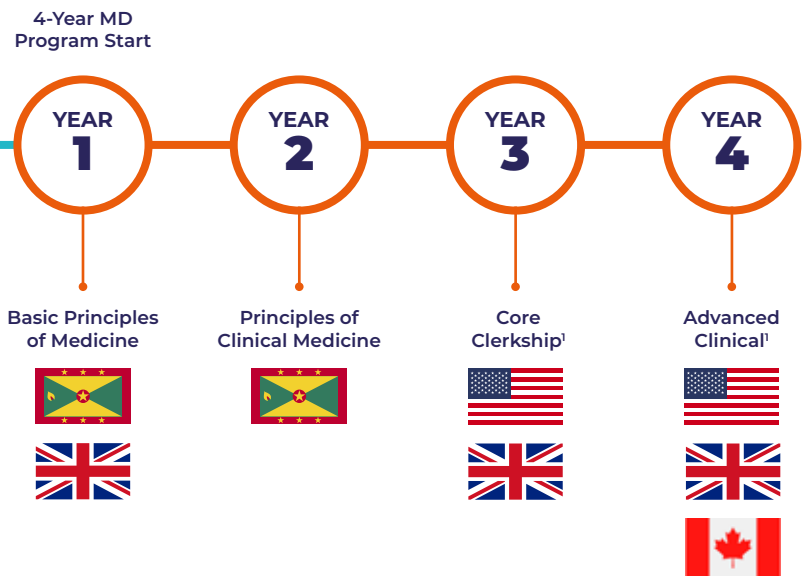 4-Year MD
Program Start
YEAR
1
YEAR
2
YEAR
3
YEAR
4
Basic Principles
of Medicine
Principles of
Clinical Medicine
Core
Clerkship¹
Advanced
Clinical¹